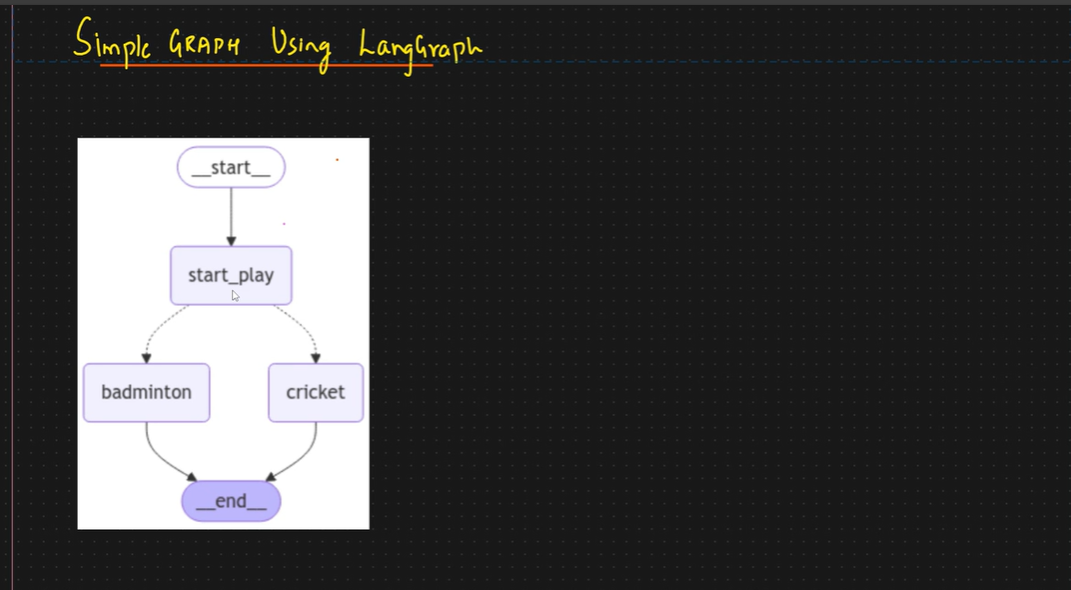 Simple GRAPH Using LangGraph
__start__
start_play
badminton cricket
__end__